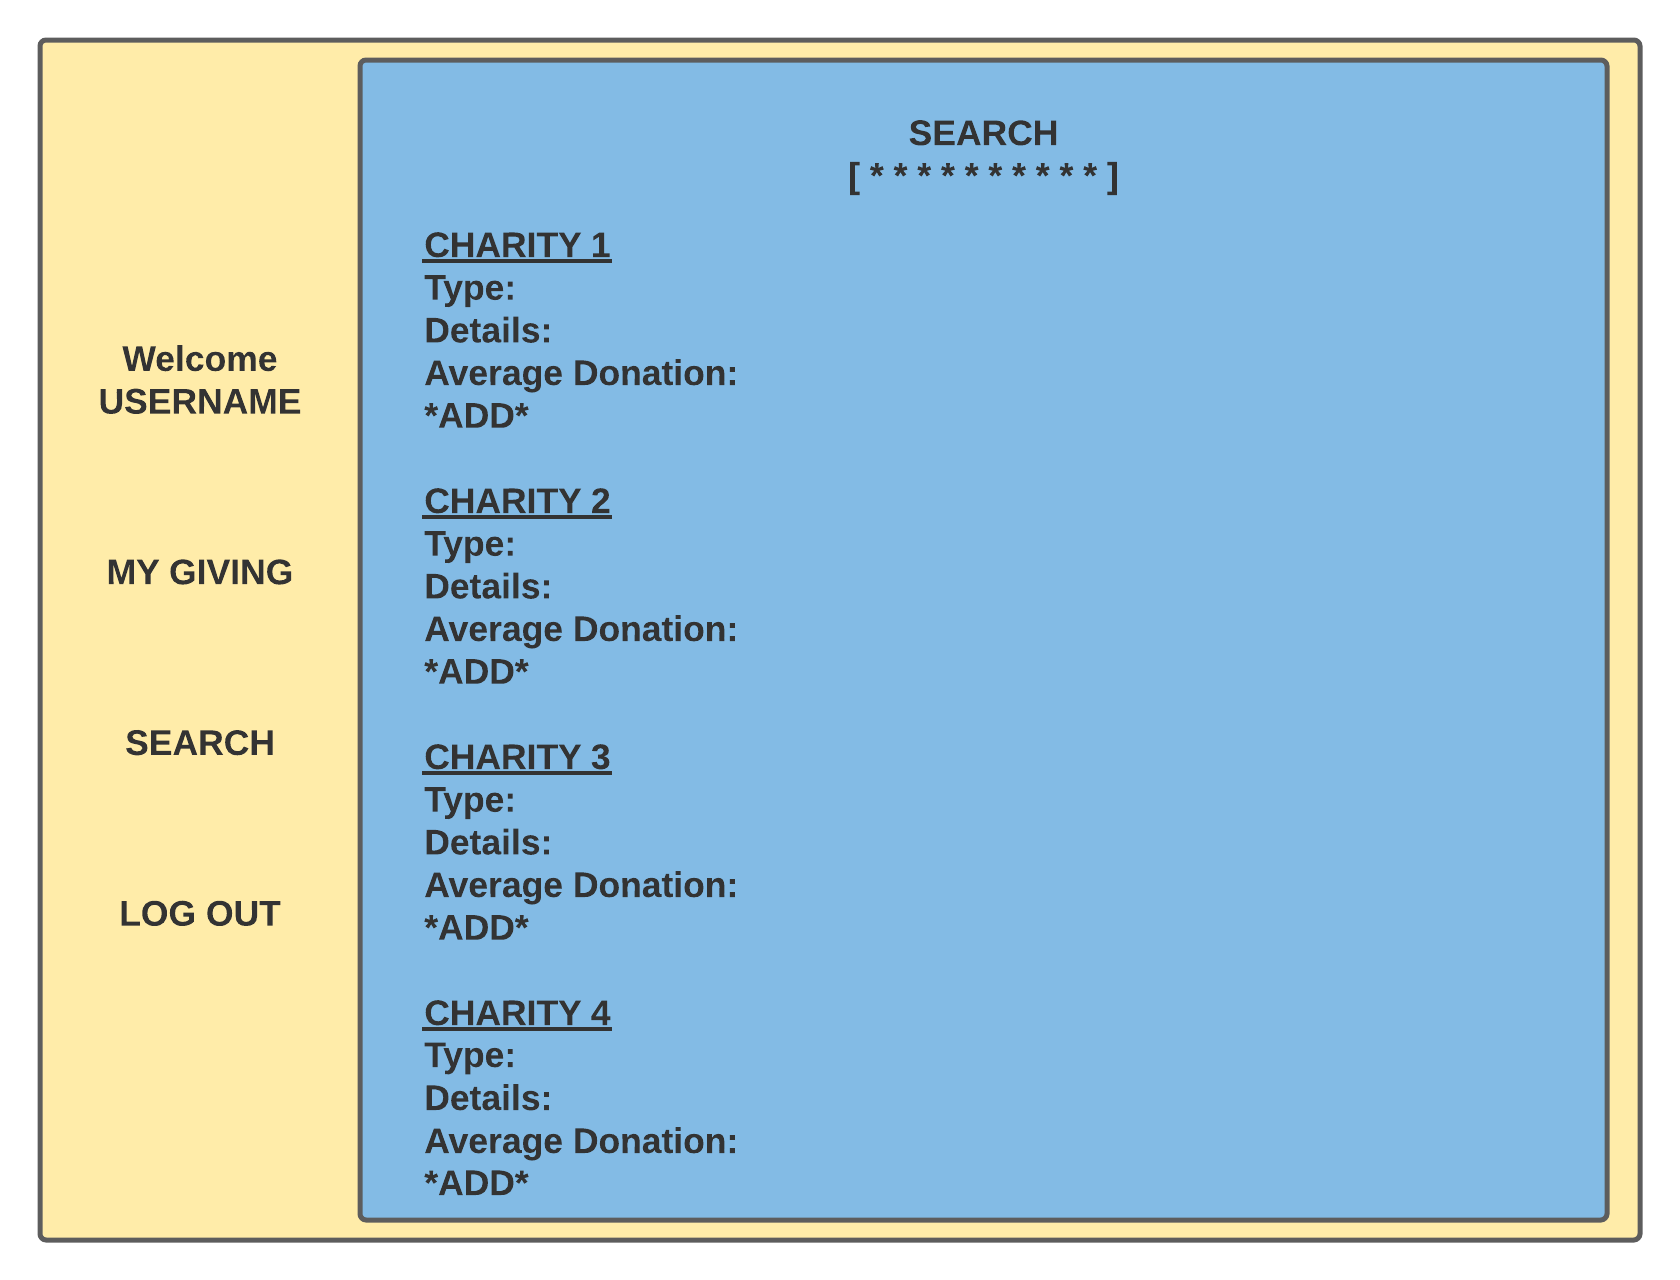 Welcome
USERNAME
MY GIVING
SEARCH
LOG OUT
SEARCH
[ * * * * * * * * * * ]
CHARITY 1
Type:
Details:
Average Donation:
*ADD*
CHARITY 2
Type:
Details:
Average Donation:
*ADD*
CHARITY 3
Type:
Details:
Average Donation:
*ADD*
CHARITY 4
Type:
Details:
Average Donation:
*ADD*